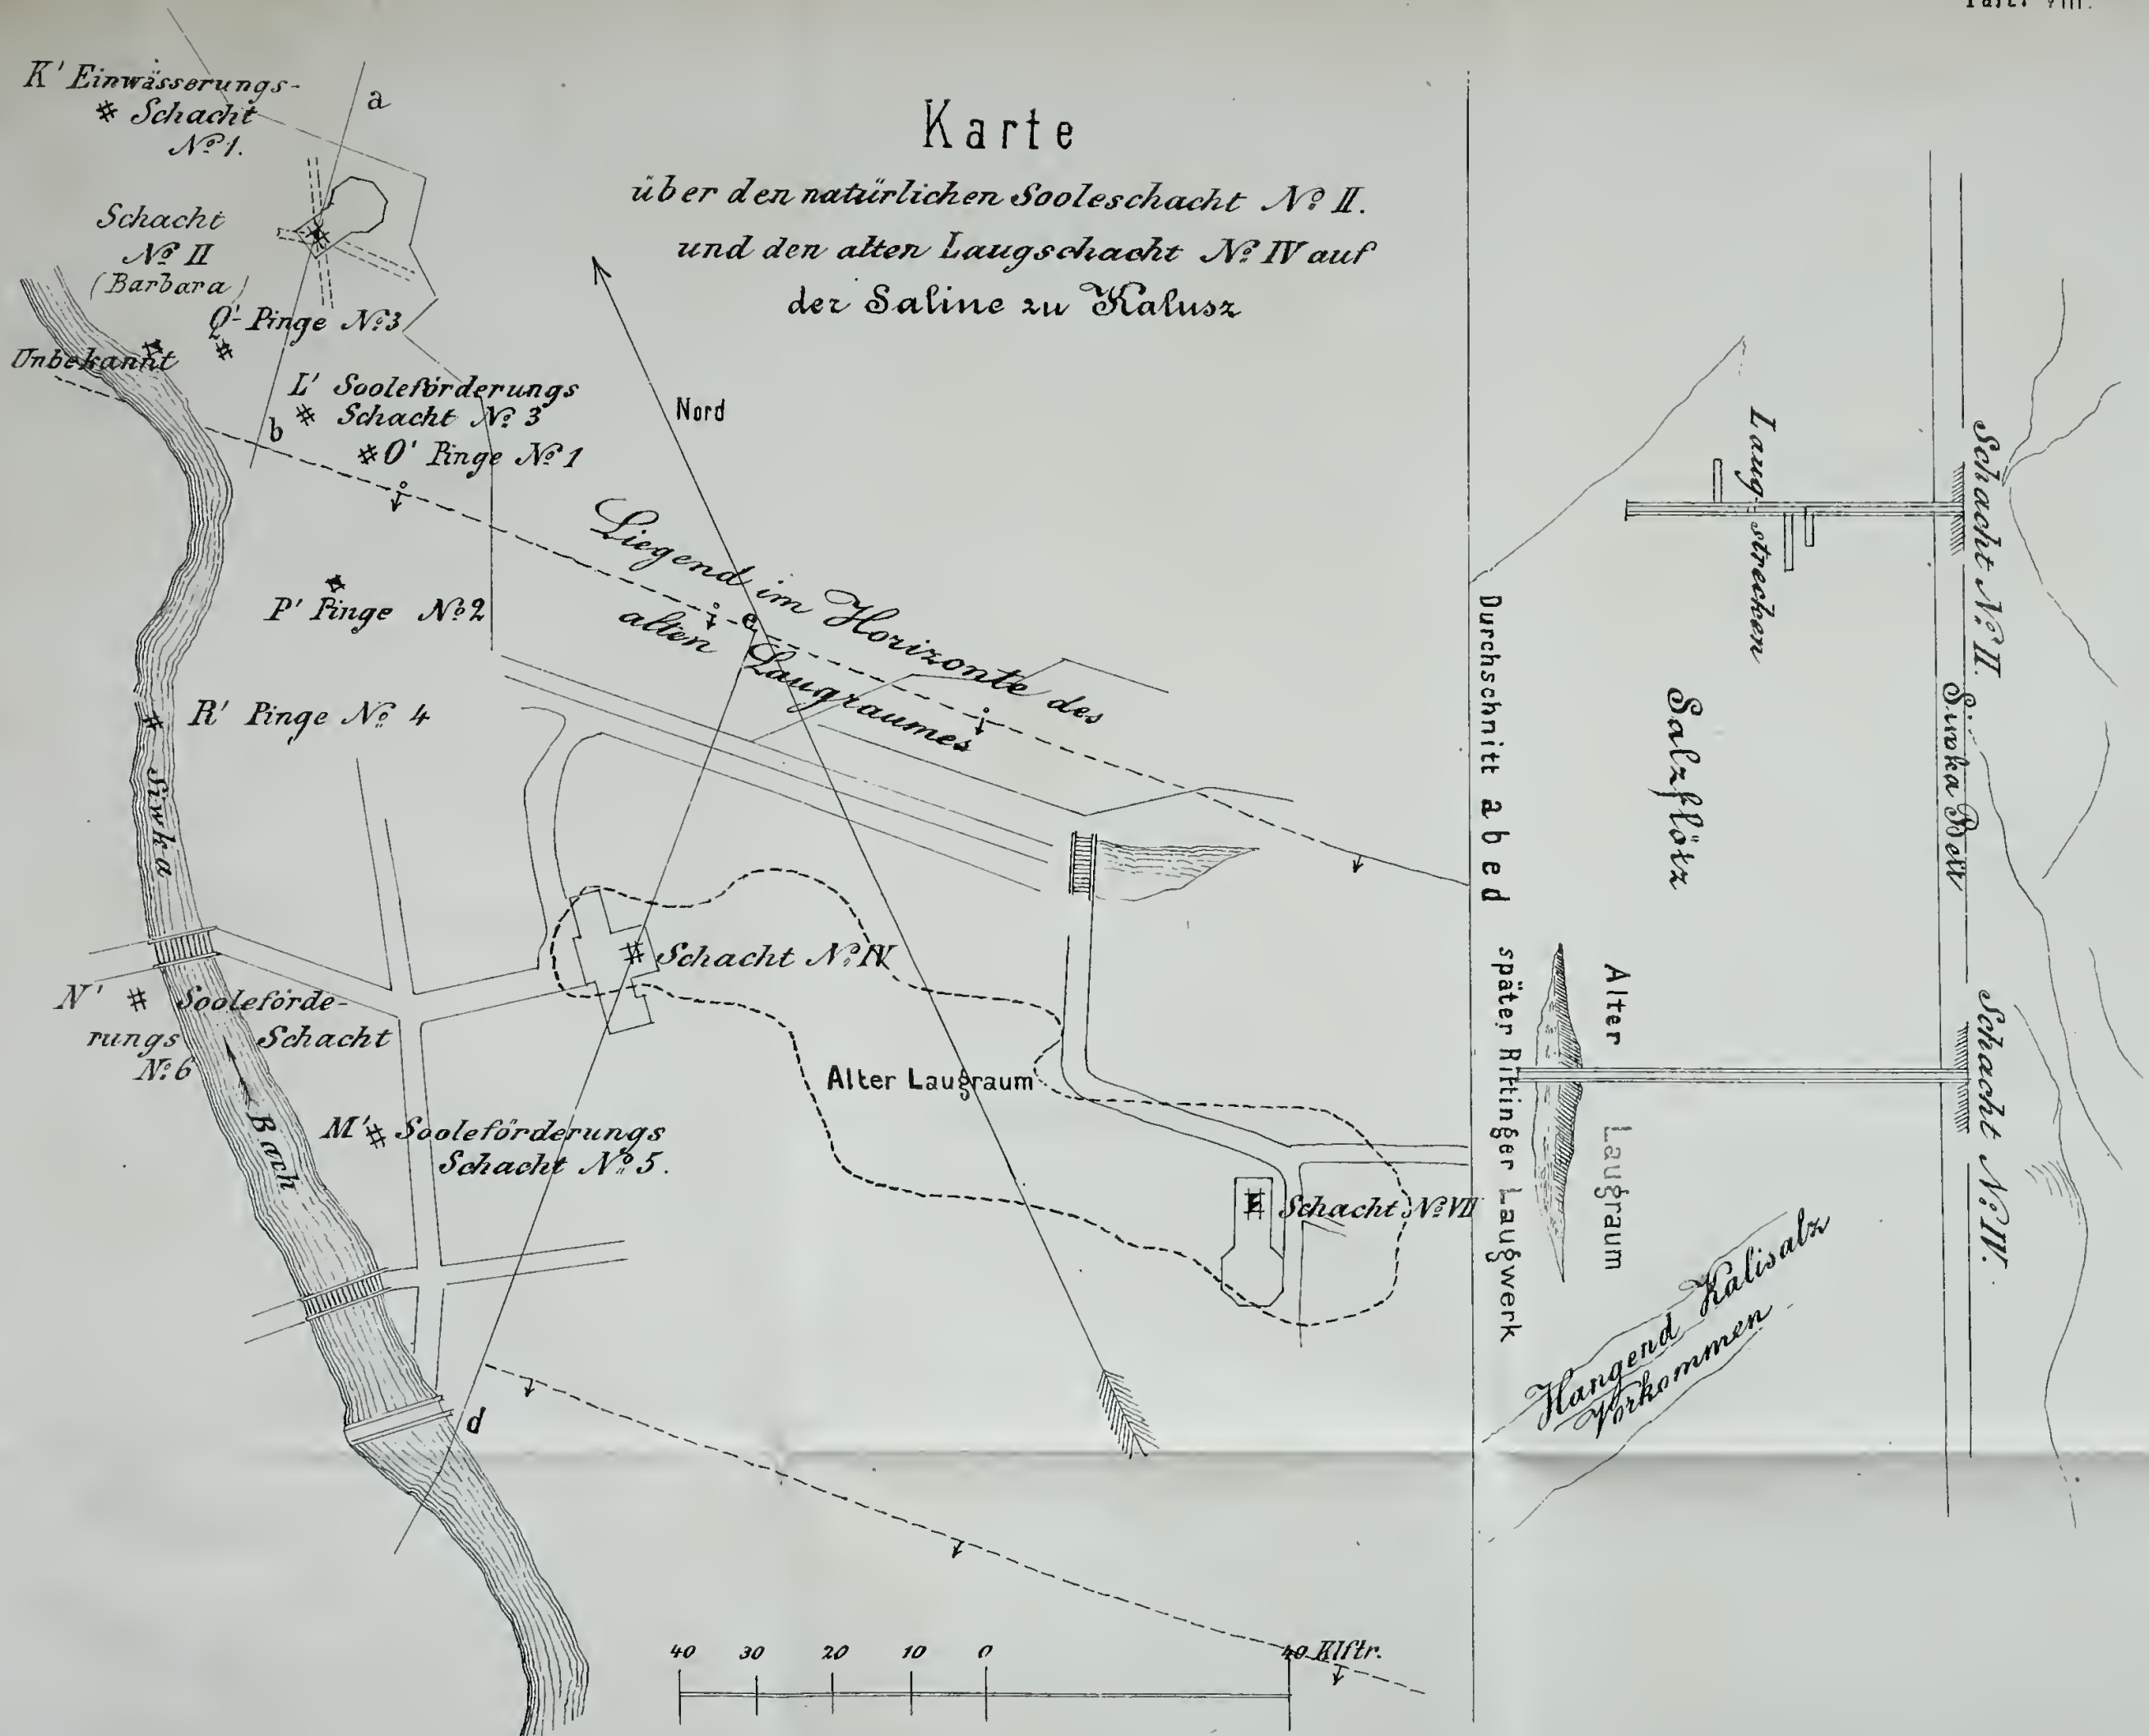 Taf. VIII.
Karte
über den natürlichen Sooleschacht No II.
und den alten Laugschacht No IV auf
der Saline zu Kalusz
K' Einwässerungs-
Schacht
No 1.
a
Schacht
No II
(Barbara)
Q' Pinge No 3
Unbekannt
L' Sooleförderungs
Schacht No 3
b
O' Pinge No 1
Nord
P' Pinge No 2
Liegend im Horizonte des
alten Laugraumes
e
R' Pinge No 4
Siwka
Bach
Schacht No IV
N' Sooleförde-
rungs Schacht
No 6
Alter Laugraum
M' Sooleförderungs
Schacht No 5.
Schacht No VII
d
40 30 20 10 0 40 Klftr.
Durchschnitt a b e d
später Rittinger Laugwerk
Laugstrecken
Salzflötz
Alter Laugraum
Hangend Kalisalz
Vorkommen
Schacht No II.
Siwka Bett
Schacht No IV.